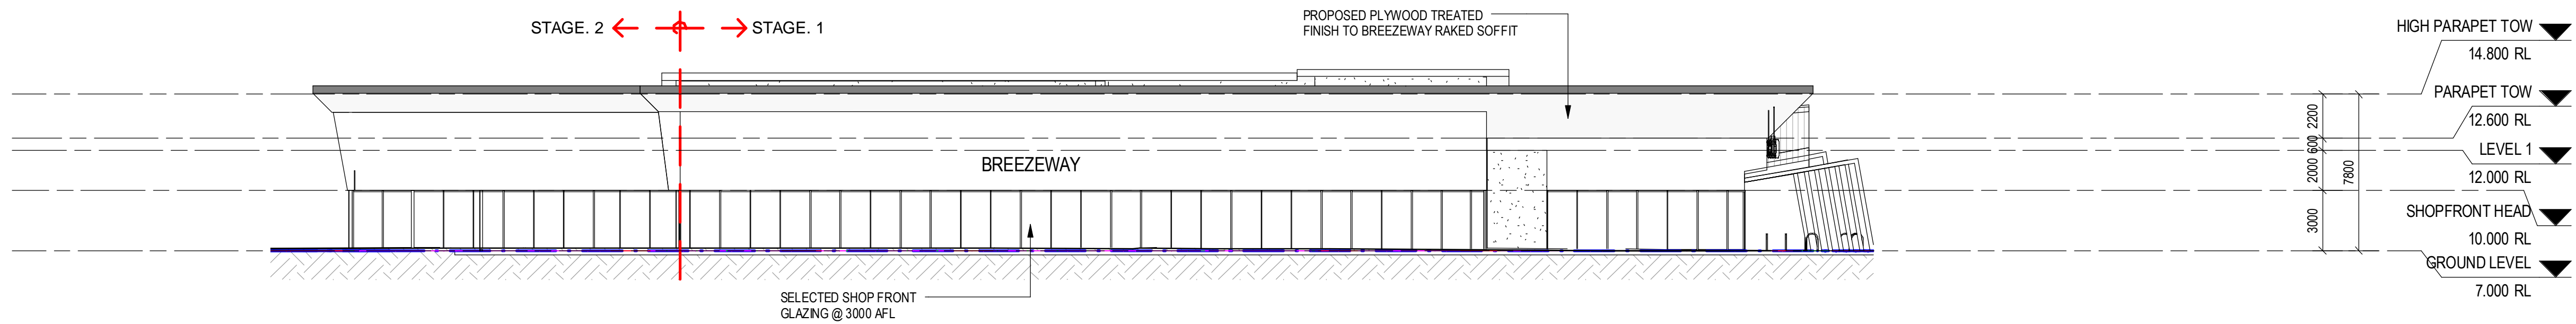 STAGE. 2
STAGE. 1
PROPOSED PLYWOOD TREATED
FINISH TO BREEZEWAY RAKED SOFFIT
HIGH PARAPET TOW
14.800 RL
PARAPET TOW
12.600 RL
LEVEL 1
12.000 RL
SHOPFRONT HEAD
10.000 RL
GROUND LEVEL
7.000 RL
2200
600
2000
3000
7800
BREEZEWAY
SELECTED SHOP FRONT
GLAZING @ 3000 AFL